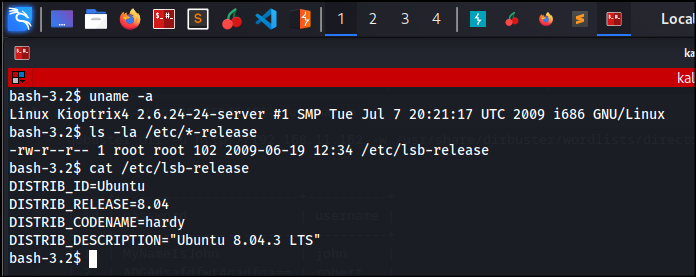 1 2 3 4 Local
ka
kal
bash-3.2$ uname -a
Linux Kioptrix4 2.6.24-24-server #1 SMP Tue Jul 7 20:21:17 UTC 2009 i686 GNU/Linux
bash-3.2$ ls -la /etc/*-release
-rw-r--r-- 1 root root 102 2009-06-19 12:34 /etc/lsb-release
bash-3.2$ cat /etc/lsb-release
DISTRIB_ID=Ubuntu
DISTRIB_RELEASE=8.04
DISTRIB_CODENAME=hardy
DISTRIB_DESCRIPTION="Ubuntu 8.04.3 LTS"
bash-3.2$